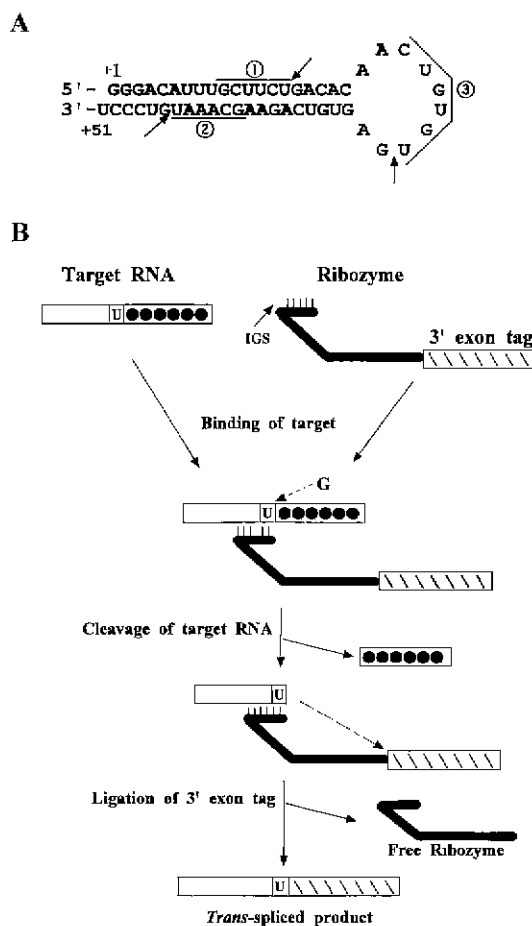 A
+1
①
5'- GGGACAUUUGCUUCUGACAC
3'- UCCCUGUAAACGAAGACUGUG
+51
②
A A C U G U G U G A A
③
B
Target RNA
Ribozyme
U
IGS
3' exon tag
Binding of target
G
U
Cleavage of target RNA
U
Ligation of 3' exon tag
Free Ribozyme
U
Trans-spliced product